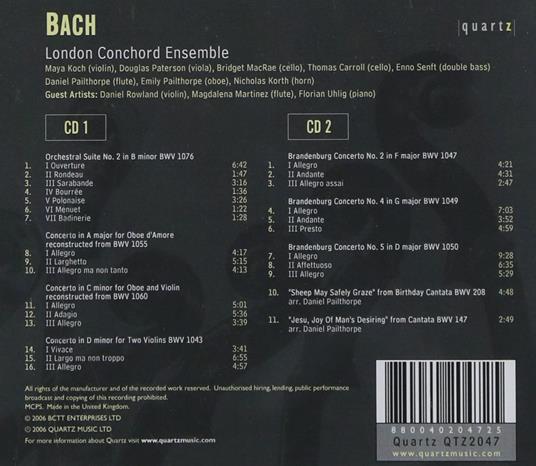 BACH
|quartz|
London Conchord Ensemble
Maya Koch (violin), Douglas Paterson (viola), Bridget MacRae (cello), Thomas Carroll (cello), Enno Senft (double bass)
Daniel Pailthorpe (flute), Emily Pailthorpe (oboe), Nicholas Korth (horn)
Guest Artists: Daniel Rowland (violin), Magdalena Martinez (flute), Florian Uhlig (piano)
CD 1
Orchestral Suite No. 2 in B minor BWV 1076
1. I Ouverture 6:42
2. II Rondeau 1:47
3. III Sarabande 3:16
4. IV Bourrée 1:36
5. V Polonaise 3:26
6. VI Menuet 1:22
7. VII Badinerie 1:28
Concerto in A major for Oboe d'Amore
reconstructed from BWV 1055
8. I Allegro 4:17
9. II Larghetto 5:15
10. III Allegro ma non tanto 4:13
Concerto in C minor for Oboe and Violin
reconstructed from BWV 1060
11. I Allegro 5:01
12. II Adagio 5:36
13. III Allegro 3:39
Concerto in D minor for Two Violins BWV 1043
14. I Vivace 3:41
15. II Largo ma non troppo 6:55
16. III Allegro 4:57
CD 2
Brandenburg Concerto No. 2 in F major BWV 1047
1. I Allegro 4:21
2. II Andante 4:31
3. III Allegro assai 2:47
Brandenburg Concerto No. 4 in G major BWV 1049
4. I Allegro 7:03
5. II Andante 3:52
6. III Presto 4:59
Brandenburg Concerto No. 5 in D major BWV 1050
7. I Allegro 9:28
8. II Affettuoso 6:35
9. III Allegro 5:29
10. "Sheep May Safely Graze" from Birthday Cantata BWV 208 4:48
arr. Daniel Pailthorpe
11. "Jesu, Joy Of Man's Desiring" from Cantata BWV 147 2:49
arr. Daniel Pailthorpe
All rights of the manufacturer and of the recorded work reserved. Unauthorised hiring, lending, public performance
broadcast and copying of this recording prohibited.
MCPS. Made in the United Kingdom.
℗ 2006 BCTT ENTERPRISES LTD
© 2006 QUARTZ MUSIC LTD
For more information about Quartz visit www.quartzmusic.com
880040204725
Quartz QTZ2047
www.quartzmusic.com